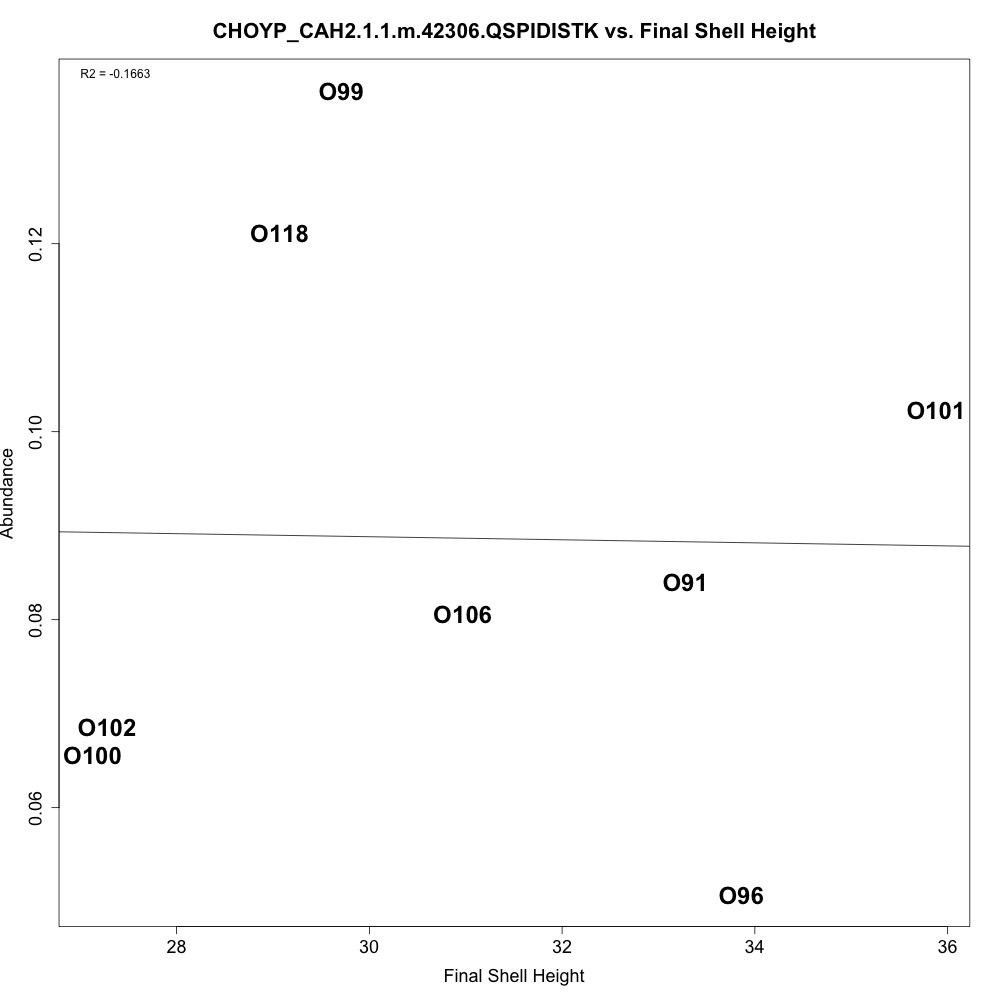 CHOYP_CAH2.1.1.m.42306.QSPIDISTK vs. Final Shell Height
R2 = -0.1663
O99
O118
O101
O91
O106
O102
O100
O96
Abundance
0.12
0.10
0.08
0.06
28 30 32 34 36
Final Shell Height